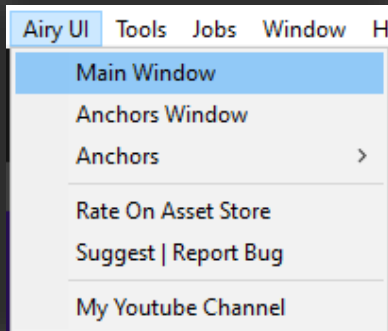 Airy UI Tools Jobs Window H
Main Window
Anchors Window
Anchors
Rate On Asset Store
Suggest | Report Bug
My Youtube Channel